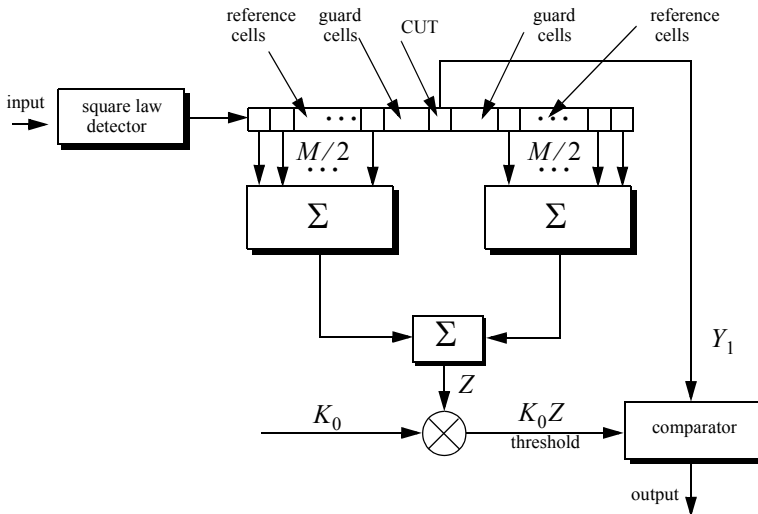 reference
cells
guard
cells
CUT
guard
cells
reference
cells
input
square law
detector
...
...
M/2
...
M/2
...
Σ
Σ
Σ
Z
Y₁
K₀
K₀Z
threshold
comparator
output